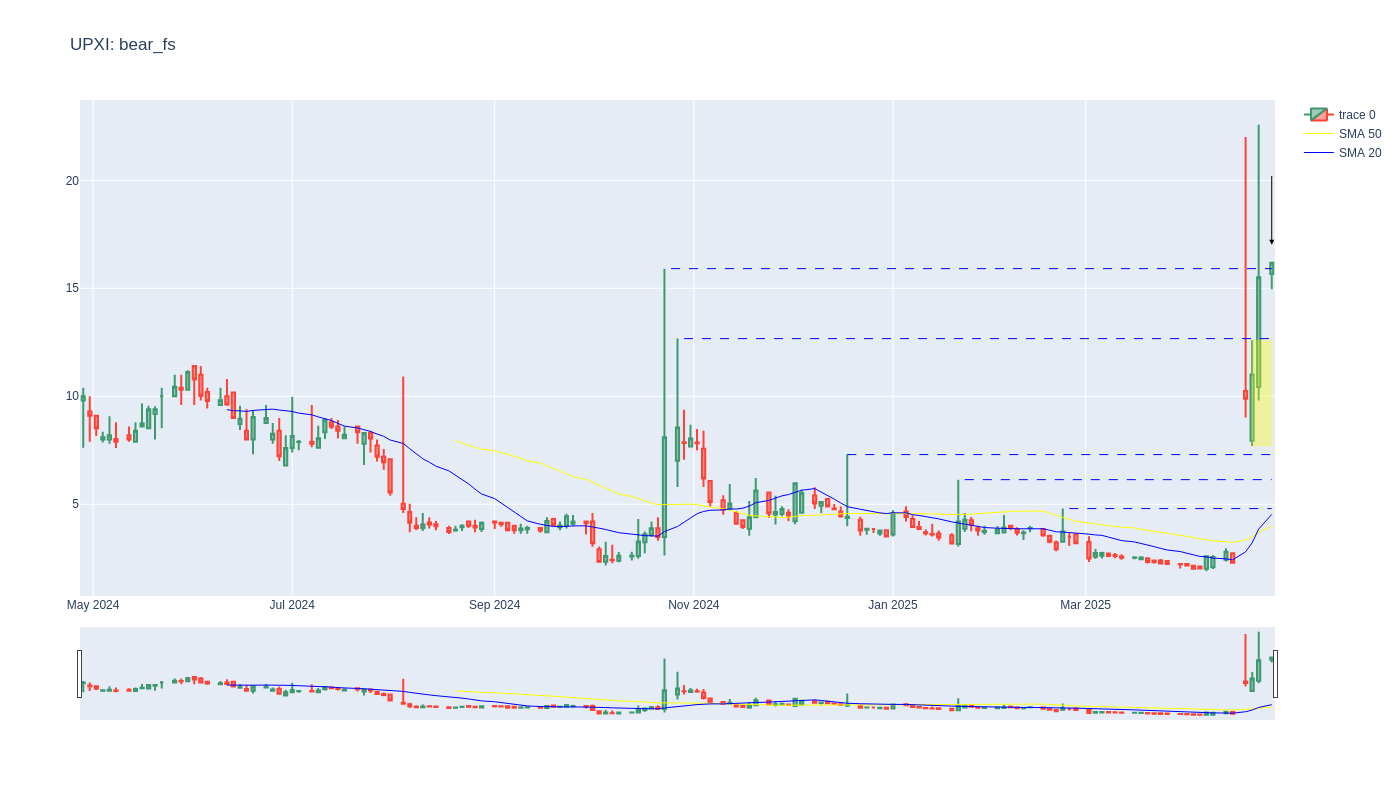 UPXI: bear_fs
trace 0
SMA 50
SMA 20
20
15
10
5
May 2024
Jul 2024
Sep 2024
Nov 2024
Jan 2025
Mar 2025